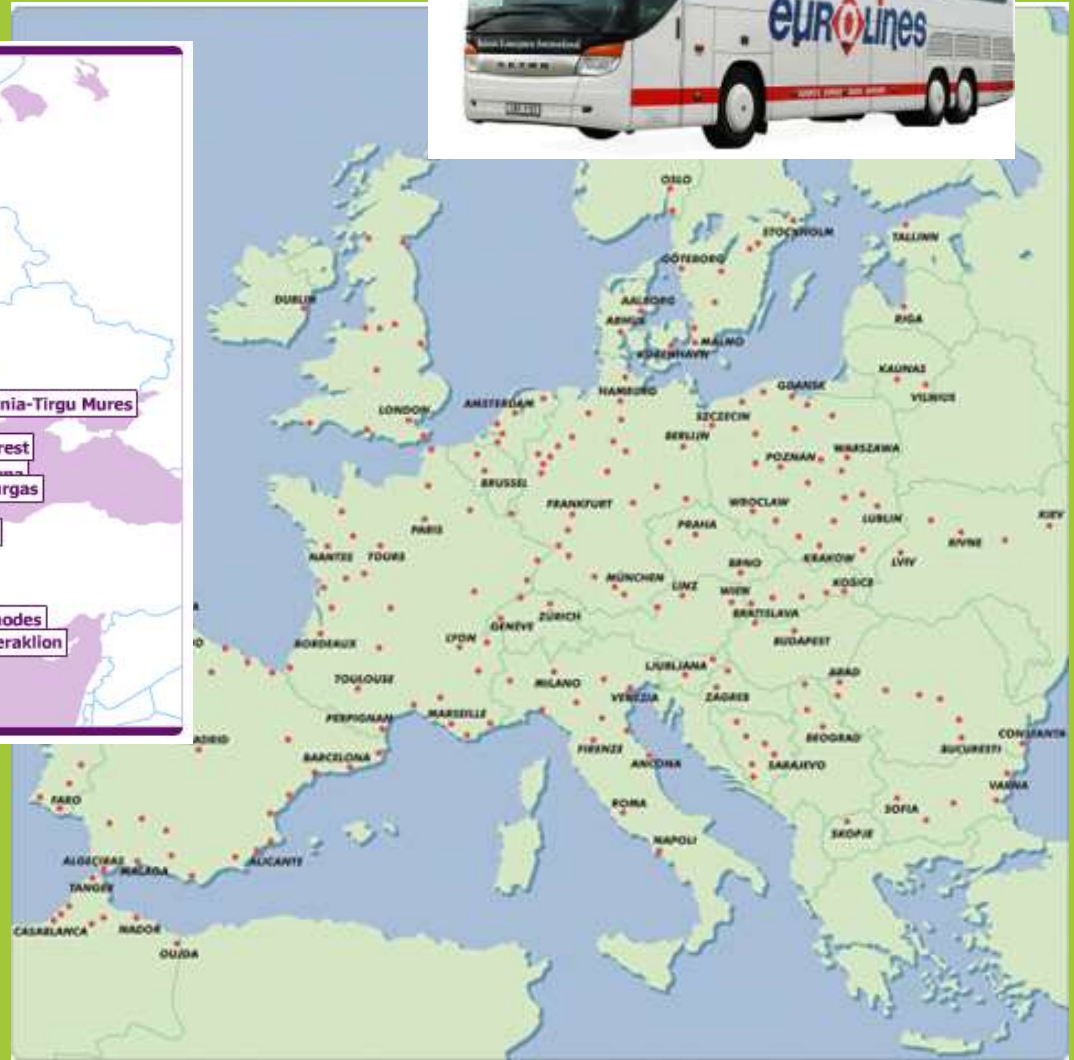 eurolines
SETRA
nia-Tirgu Mures
rest
na
rgas
odes
eraklion
OSLO
STOCKHOLM
TALLINN
GÖTEBORG
DUBLIN
AALBORG
RIGA
ARHUS
MALMO
KØBENHAVN
KAUNAS
GDANSK
HAMBURG
VILNIUS
AMSTERDAM
LONDON
SZCZECIN
BERLIJN
WARSZAWA
POZNAŃ
BRUSSEL
FRANKFURT
WROCLAW
LUBLIN
KIEV
PARIS
PRAHA
RIVNE
NANTES
TOURS
KRAKOW
LVIV
BRNO
MÜNCHEN
LINZ
WIEN
KOSICE
BRATISLAVA
ZÜRICH
GENEVE
BORDEAUX
LYON
BUDAPEST
LJUBLJANA
ARAD
TOULOUSE
MILANO
VENEZIA
ZAGREB
PERPIGNAN
MARSEILLE
BEOGRAD
CONSTANTA
ADRID
FIRENZE
BUCURESTI
BARCELONA
ANCONA
SARAJEVO
VARNA
FARO
ROMA
SOFIA
SKOPJE
NAPOLI
ALGECIRAS
MALAGA
ALICANTE
TANGER
CASABLANCA
NADOR
OUJDA